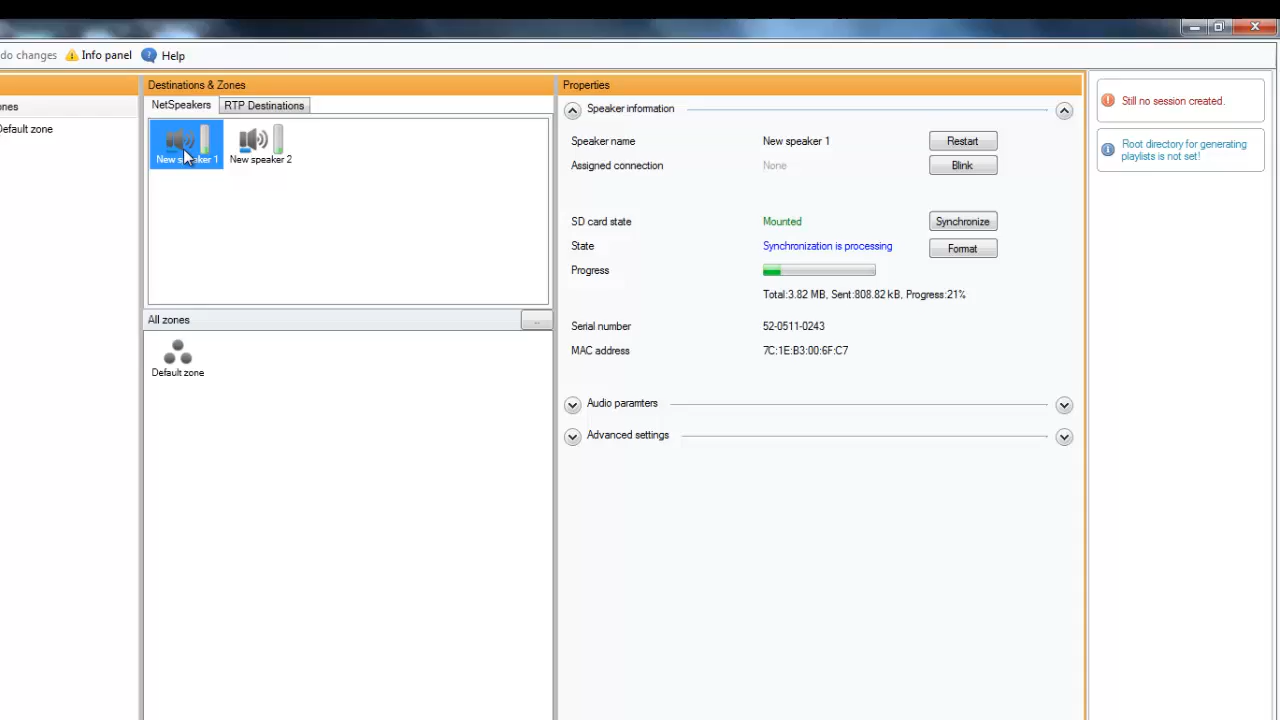 do changes Info panel Help
ones
Default zone
Destinations & Zones
NetSpeakers RTP Destinations
New speaker 1 New speaker 2
All zones ...
Default zone
Properties
Speaker information
Speaker name New speaker 1 Restart
Assigned connection None Blink
SD card state Mounted Synchronize
State Synchronization is processing Format
Progress
Total:3.82 MB, Sent:808.82 kB, Progress:21%
Serial number 52-0511-0243
MAC address 7C:1E:B3:00:6F:C7
Audio paramters
Advanced settings
Still no session created.
Root directory for generating
playlists is not set!